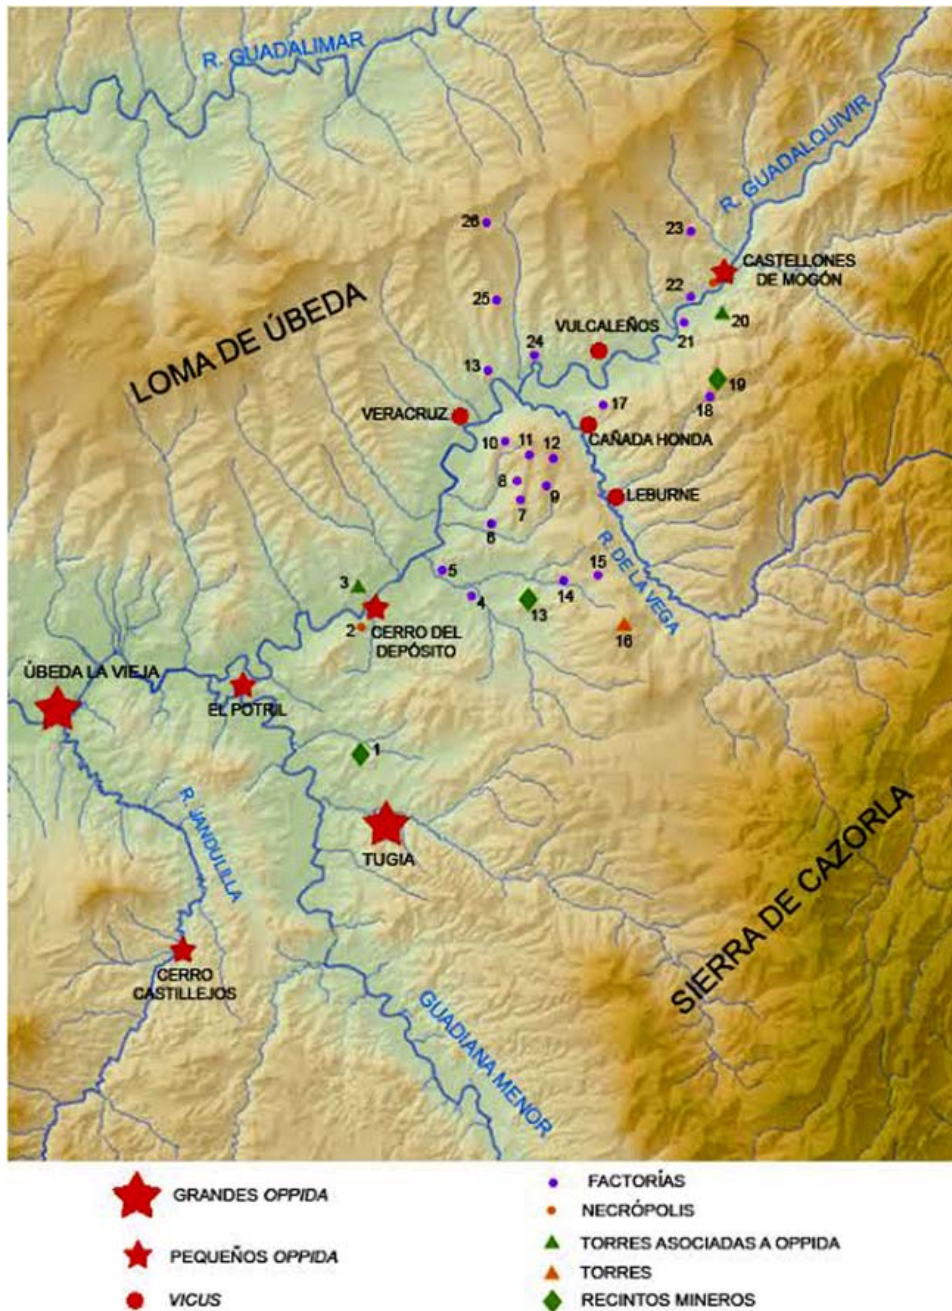 R. GUADALIMAR
R. GUADALQUIVIR
26
23
CASTELLONES
DE MOGÓN
22
25
20
LOMA DE ÚBEDA
VULCALEÑOS
21
24
13
19
18
17
VERACRUZ
CAÑADA HONDA
10
11
12
8
9
LEBURNE
7
6
R. DE LA VEGA
5
15
3
14
4
13
CERRO DEL
DEPÓSITO
2
16
ÚBEDA LA VIEJA
EL POTRIL
1
R. JANDULILLA
TUGIA
SIERRA DE CAZORLA
CERRO
CASTILLEJOS
GUADIANA MENOR
GRANDES OPPIDA
PEQUEÑOS OPPIDA
VICUS
FACTORÍAS
NECRÓPOLIS
TORRES ASOCIADAS A OPPIDA
TORRES
RECINTOS MINEROS